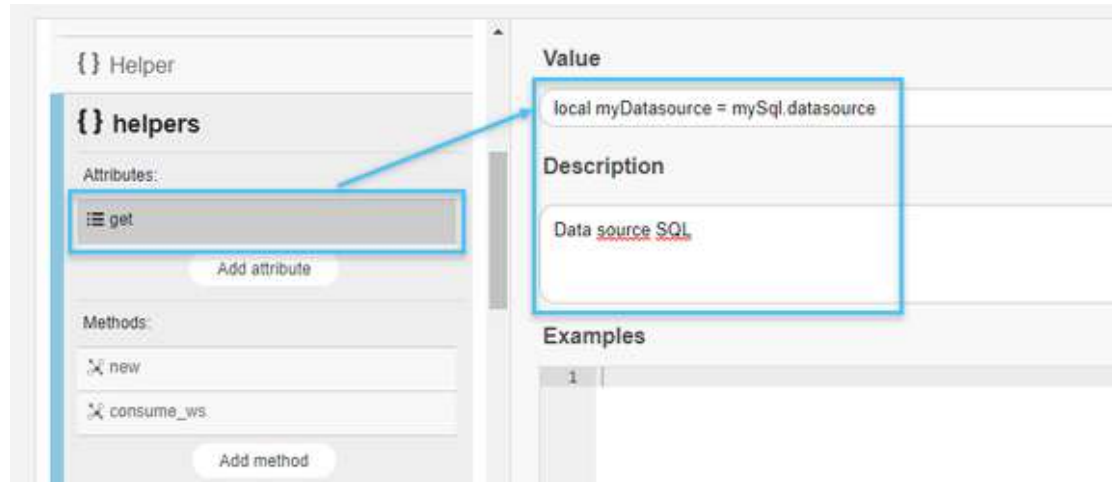 {} Helper
{} helpers
Attributes:
get
Add attribute
Methods:
new
consume_ws
Add method
Value
local myDatasource = mySql.datasource
Description
Data source SQL
Examples
1